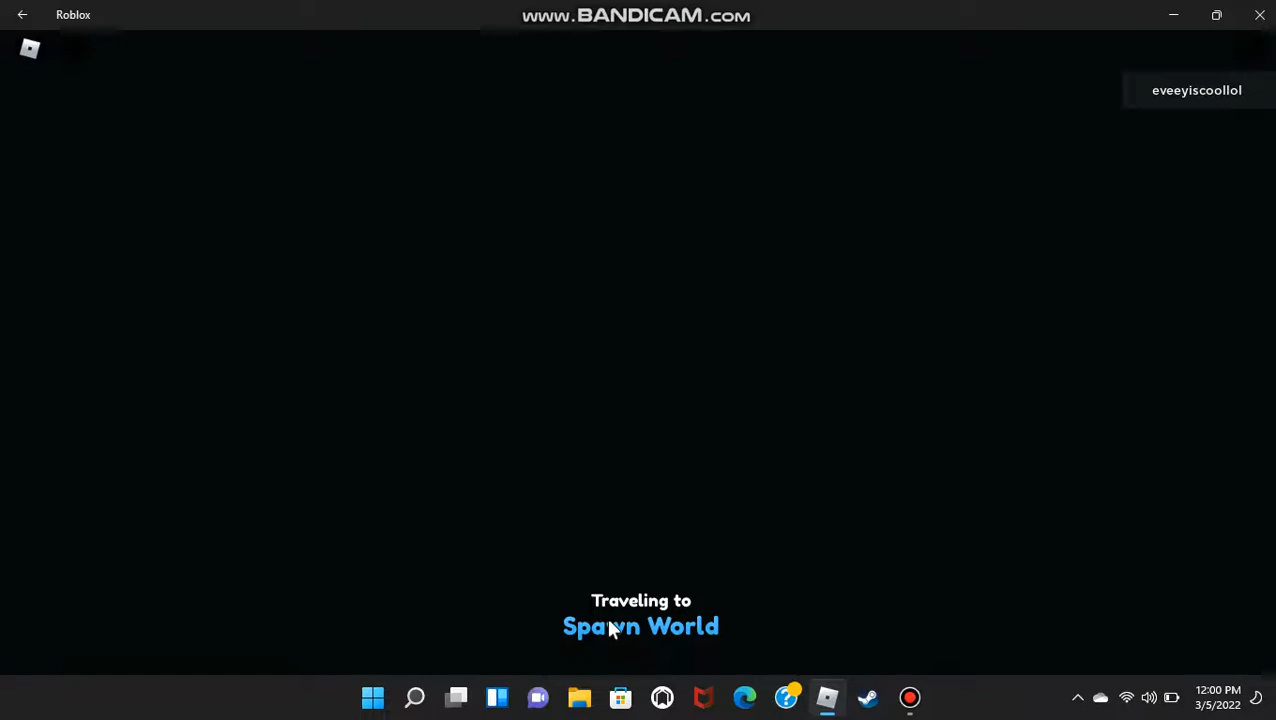 Roblox
www.BANDICAM.com
eveeyiscoollol
Traveling to
Spawn World
12:00 PM
3/5/2022